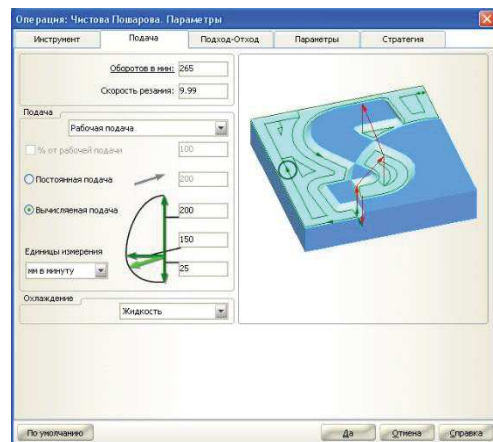 Операция: Чистова Пошарова. Параметры
Инструмент Подача Подход-Отход Параметры Стратегия
Оборотов в мин: 265
Скорость резания: 9.99
Подача
Рабочая подача
% от рабочей подачи 100
Постоянная подача 200
Вычисляемая подача 200
150
Единицы измерения
мм в минуту 25
Охлаждение
Жидкость
По умолчанию Да Отмена Справка